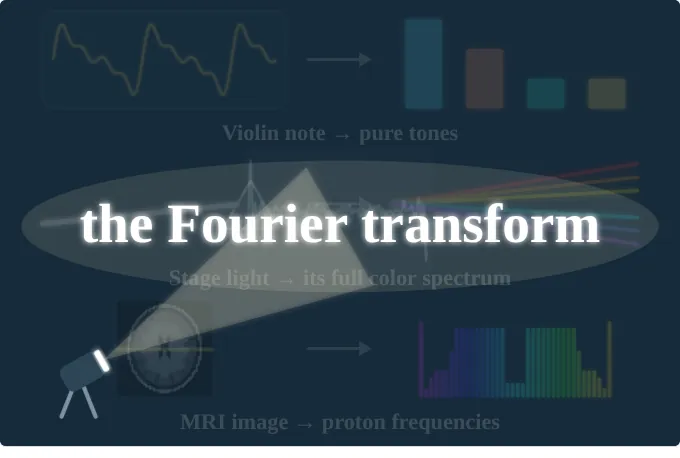 Violin note → pure tones
the Fourier transform
Stage light → its full color spectrum
MRI image → proton frequencies